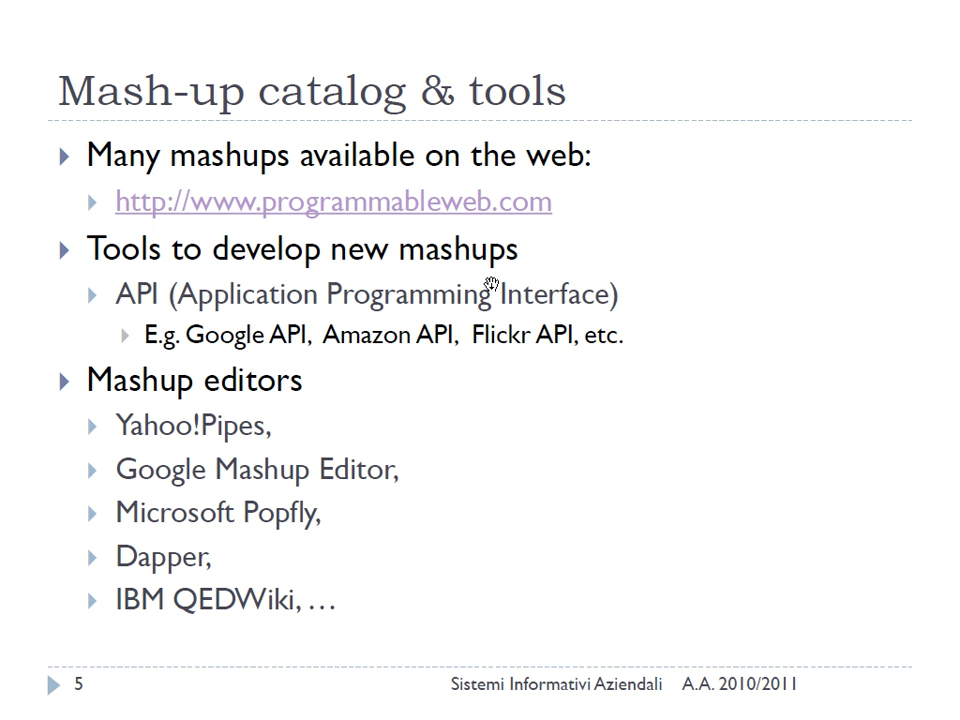 Mash-up catalog & tools
Many mashups available on the web:
http://www.programmableweb.com
Tools to develop new mashups
API (Application Programming Interface)
E.g. Google API, Amazon API, Flickr API, etc.
Mashup editors
Yahoo!Pipes,
Google Mashup Editor,
Microsoft Popfly,
Dapper,
IBM QEDWiki, …
5 Sistemi Informativi Aziendali A.A. 2010/2011